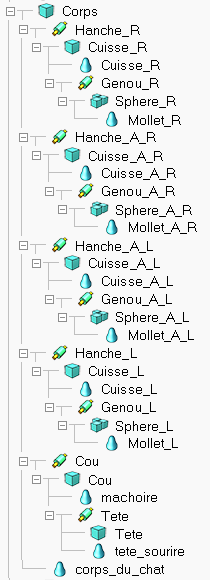 Corps
Hanche_R
Cuisse_R
Cuisse_R
Genou_R
Sphere_R
Mollet_R
Hanche_A_R
Cuisse_A_R
Cuisse_A_R
Genou_A_R
Sphere_A_R
Mollet_A_R
Hanche_A_L
Cuisse_A_L
Cuisse_A_L
Genou_A_L
Sphere_A_L
Mollet_A_L
Hanche_L
Cuisse_L
Cuisse_L
Genou_L
Sphere_L
Mollet_L
Cou
Cou
machoire
Tete
Tete
tete_sourire
corps_du_chat